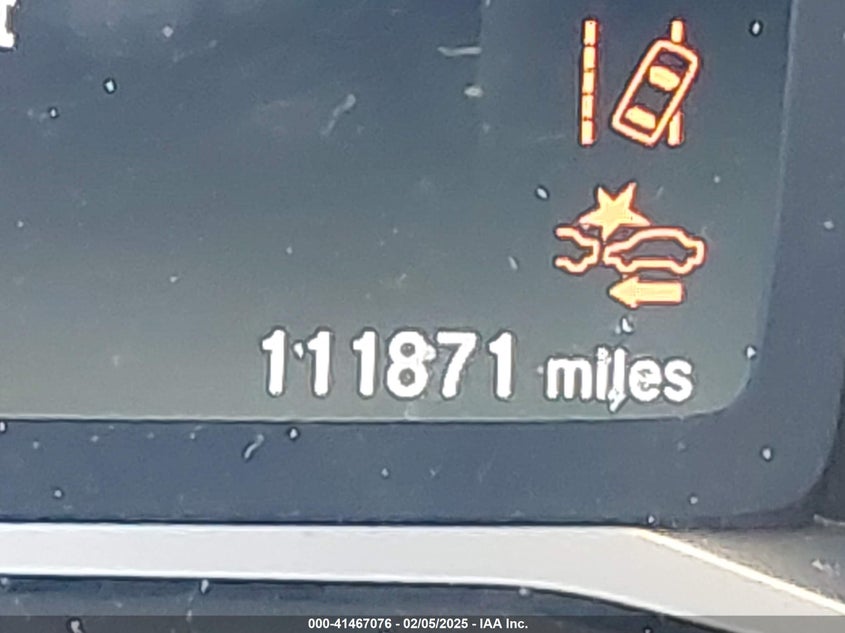 111871 miles
000-41467076 - 02/05/2025 - IAA Inc.